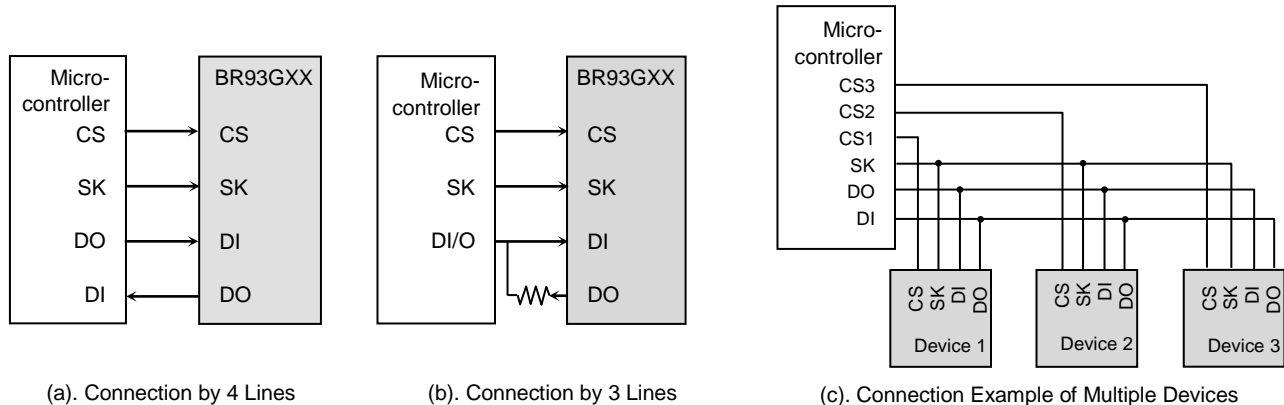 Micro-
controller
CS
SK
DO
DI
BR93GXX
CS
SK
DI
DO
(a). Connection by 4 Lines
Micro-
controller
CS
SK
DI/O
BR93GXX
CS
SK
DI
DO
(b). Connection by 3 Lines
Micro-
controller
CS3
CS2
CS1
SK
DO
DI
CS
SK
DI
DO
Device 1
CS
SK
DI
DO
Device 2
CS
SK
DI
DO
Device 3
(c). Connection Example of Multiple Devices